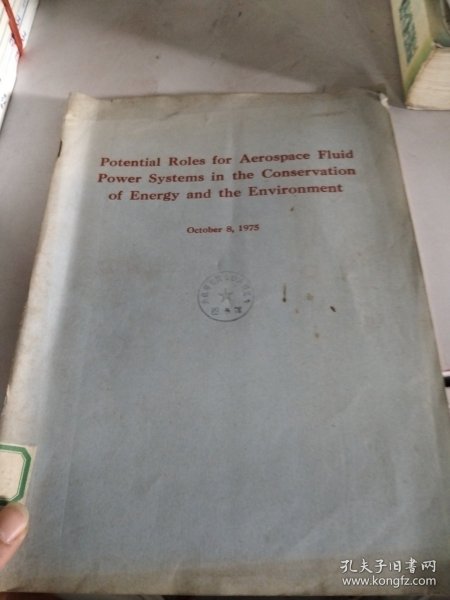 Potential Roles for Aerospace Fluid
Power Systems in the Conservation
of Energy and the Environment
October 8, 1975
孔夫子旧书网
www.kongfz.com